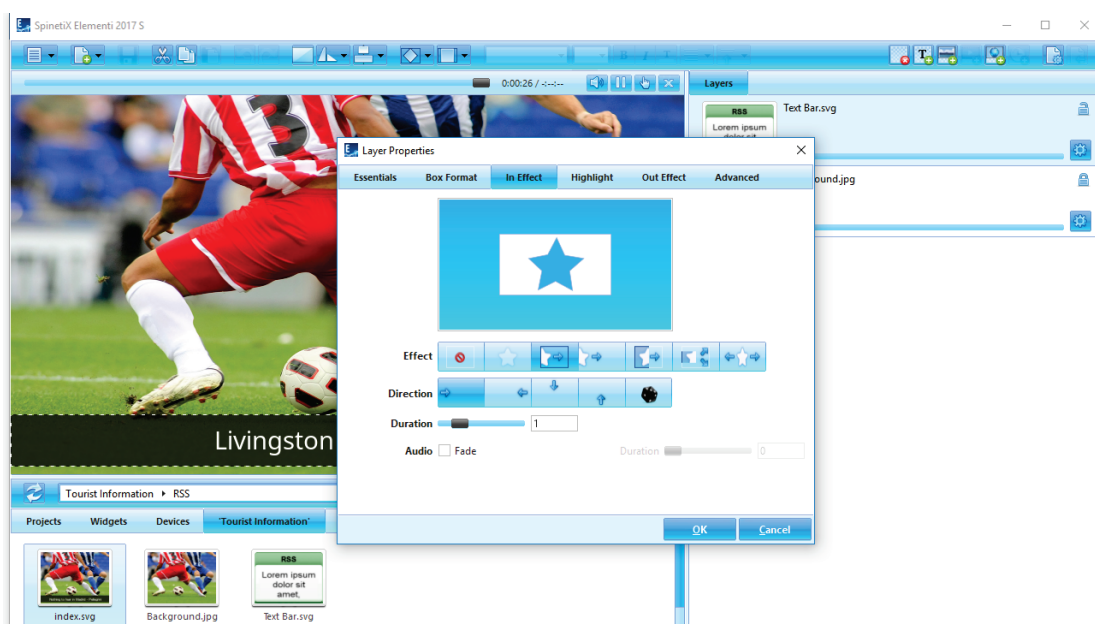 SpinetiX Elementi 2017 S
B I T
0:00:26 / -:--:--
Layers
RSS
Lorem ipsum
dolor sit
Text Bar.svg
ound.jpg
Layer Properties
Essentials Box Format In Effect Highlight Out Effect Advanced
Effect
Direction
Duration 1
Audio Fade Duration 0
OK Cancel
Livingston
Tourist Information ▸ RSS
Projects Widgets Devices 'Tourist Information'
RSS
Lorem ipsum
dolor sit
amet,
index.svg Background.jpg Text Bar.svg